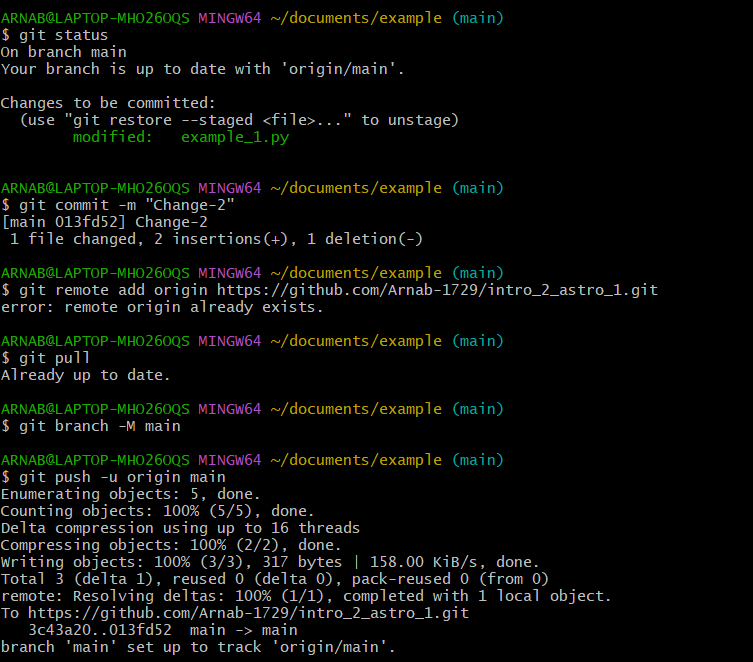 ARNAB@LAPTOP-MHO26OQS MINGW64 ~/documents/example (main)
$ git status
On branch main
Your branch is up to date with 'origin/main'.
Changes to be committed:
  (use "git restore --staged <file>..." to unstage)
        modified:   example_1.py
ARNAB@LAPTOP-MHO26OQS MINGW64 ~/documents/example (main)
$ git commit -m "Change-2"
[main 013fd52] Change-2
 1 file changed, 2 insertions(+), 1 deletion(-)
ARNAB@LAPTOP-MHO26OQS MINGW64 ~/documents/example (main)
$ git remote add origin https://github.com/Arnab-1729/intro_2_astro_1.git
error: remote origin already exists.
ARNAB@LAPTOP-MHO26OQS MINGW64 ~/documents/example (main)
$ git pull
Already up to date.
ARNAB@LAPTOP-MHO26OQS MINGW64 ~/documents/example (main)
$ git branch -M main
ARNAB@LAPTOP-MHO26OQS MINGW64 ~/documents/example (main)
$ git push -u origin main
Enumerating objects: 5, done.
Counting objects: 100% (5/5), done.
Delta compression using up to 16 threads
Compressing objects: 100% (2/2), done.
Writing objects: 100% (3/3), 317 bytes | 158.00 KiB/s, done.
Total 3 (delta 1), reused 0 (delta 0), pack-reused 0 (from 0)
remote: Resolving deltas: 100% (1/1), completed with 1 local object.
To https://github.com/Arnab-1729/intro_2_astro_1.git
   3c43a20..013fd52  main -> main
branch 'main' set up to track 'origin/main'.